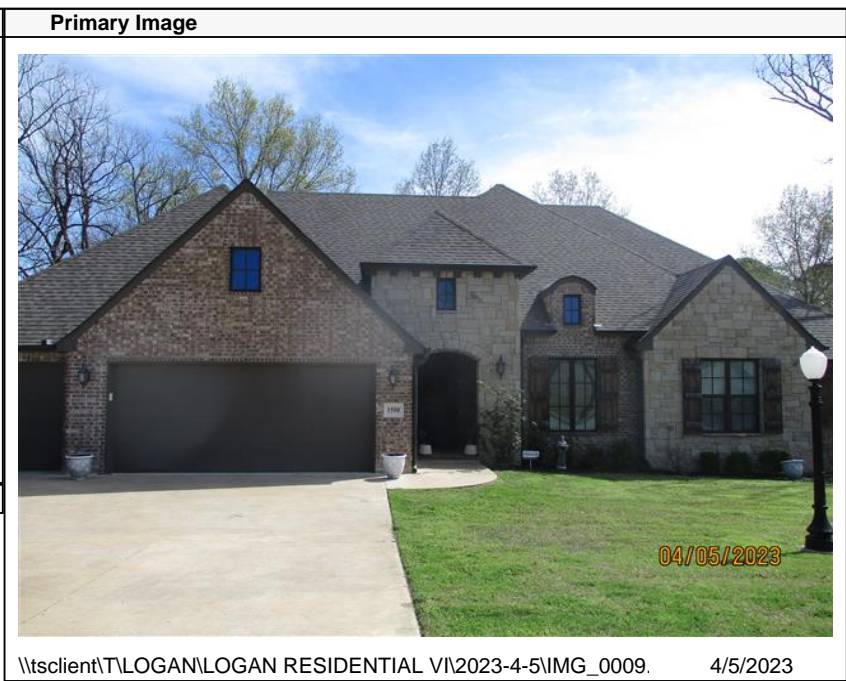 Primary Image
04/05/2023
\\tsclient\T\LOGAN\LOGAN RESIDENTIAL VI\2023-4-5\IMG_0009. 4/5/2023